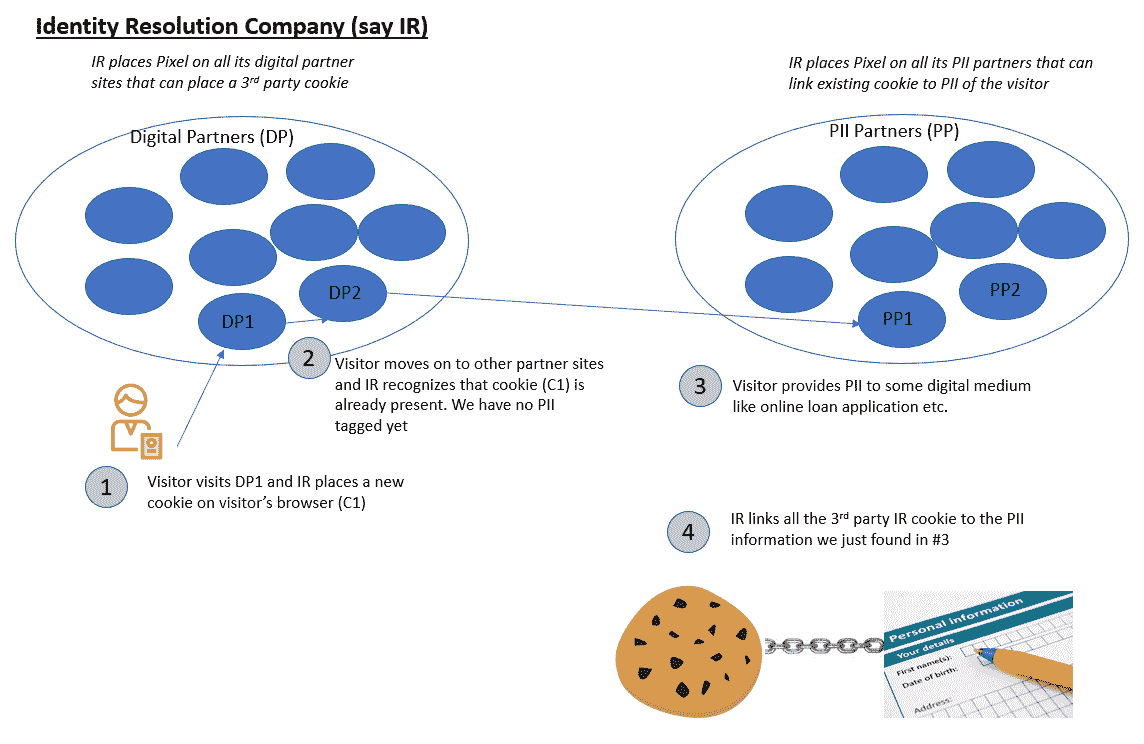 Identity Resolution Company (say IR)
IR places Pixel on all its digital partner
sites that can place a 3rd party cookie
IR places Pixel on all its PII partners that can
link existing cookie to PII of the visitor
Digital Partners (DP)
PII Partners (PP)
DP2
DP1
PP2
PP1
2
Visitor moves on to other partner sites
and IR recognizes that cookie (C1) is
already present. We have no PII
tagged yet
3
Visitor provides PII to some digital medium
like online loan application etc.
1
Visitor visits DP1 and IR places a new
cookie on visitor's browser (C1)
4
IR links all the 3rd party IR cookie to the PII
information we just found in #3
Personal information
Your details
First name(s):
Date of birth:
Address: